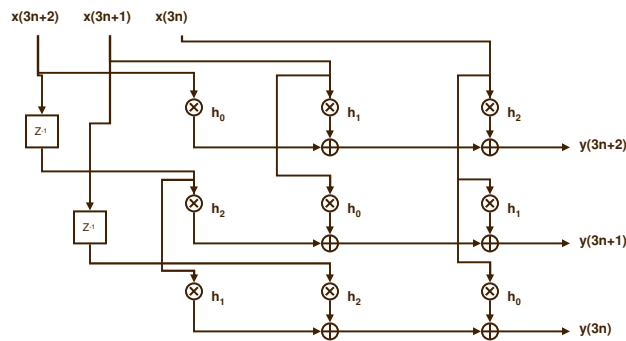 x(3n+2) x(3n+1) x(3n)
h₀ h₁ h₂
Z⁻¹
y(3n+2)
h₂ h₀ h₁
Z⁻¹
y(3n+1)
h₁ h₂ h₀
y(3n)